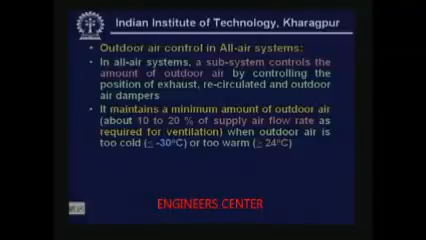 Indian Institute of Technology, Kharagpur
• Outdoor air control in All-air systems:
• In all-air systems, a sub-system controls the
amount of outdoor air by controlling the
position of exhaust, re-circulated and outdoor
air dampers
• It maintains a minimum amount of outdoor air
(about 10 to 20 % of supply air flow rate as
required for ventilation) when outdoor air is
too cold (≤ -30°C) or too warm (≥ 24°C)
ENGINEERS CENTER